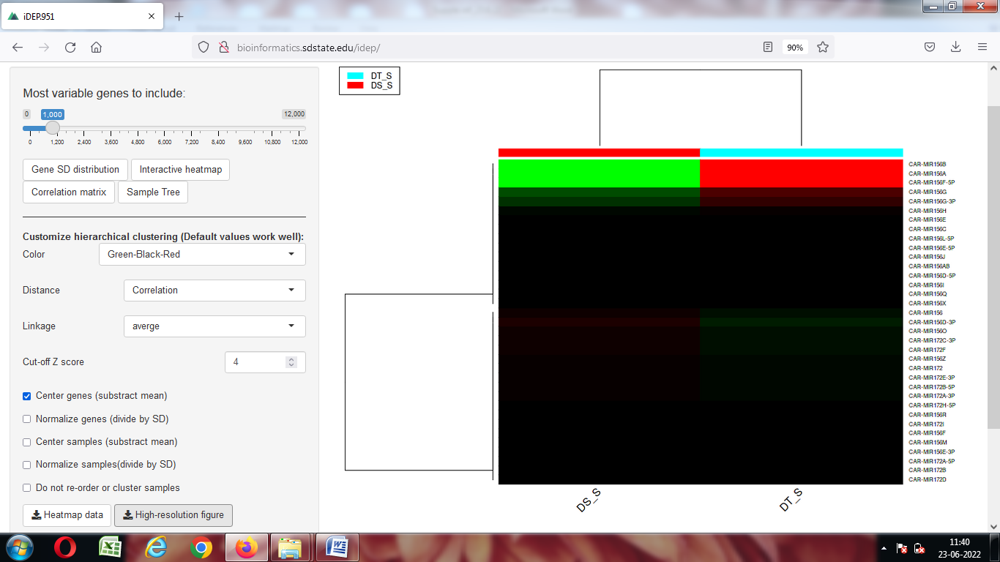 iDEP.951
bioinformatics.sdstate.edu/idep/
90%
Most variable genes to include:
0
1,000
12,000
0 1,200 2,400 3,600 4,800 6,000 7,200 8,400 9,600 10,800 12,000
Gene SD distribution
Interactive heatmap
Correlation matrix
Sample Tree
Customize hierarchical clustering (Default values work well):
Color
Green-Black-Red
Distance
Correlation
Linkage
averge
Cut-off Z score
4
Center genes (substract mean)
Normalize genes (divide by SD)
Center samples (substract mean)
Normalize samples(divide by SD)
Do not re-order or cluster samples
Heatmap data
High-resolution figure
DT_S
DS_S
CAR-MIR156B
CAR-MIR156A
CAR-MIR156F-5P
CAR-MIR156G
CAR-MIR156G-3P
CAR-MIR156H
CAR-MIR156E
CAR-MIR156C
CAR-MIR156L-5P
CAR-MIR156E-5P
CAR-MIR156J
CAR-MIR156AB
CAR-MIR156D-5P
CAR-MIR156I
CAR-MIR156Q
CAR-MIR156X
CAR-MIR156
CAR-MIR156D-3P
CAR-MIR156O
CAR-MIR172C-3P
CAR-MIR172F
CAR-MIR156Z
CAR-MIR172
CAR-MIR172E-3P
CAR-MIR172B-5P
CAR-MIR172A-3P
CAR-MIR172H-5P
CAR-MIR156R
CAR-MIR172I
CAR-MIR156F
CAR-MIR156M
CAR-MIR156E-3P
CAR-MIR172A-5P
CAR-MIR172B
CAR-MIR172D
DS_S
DT_S
11:40
23-06-2022